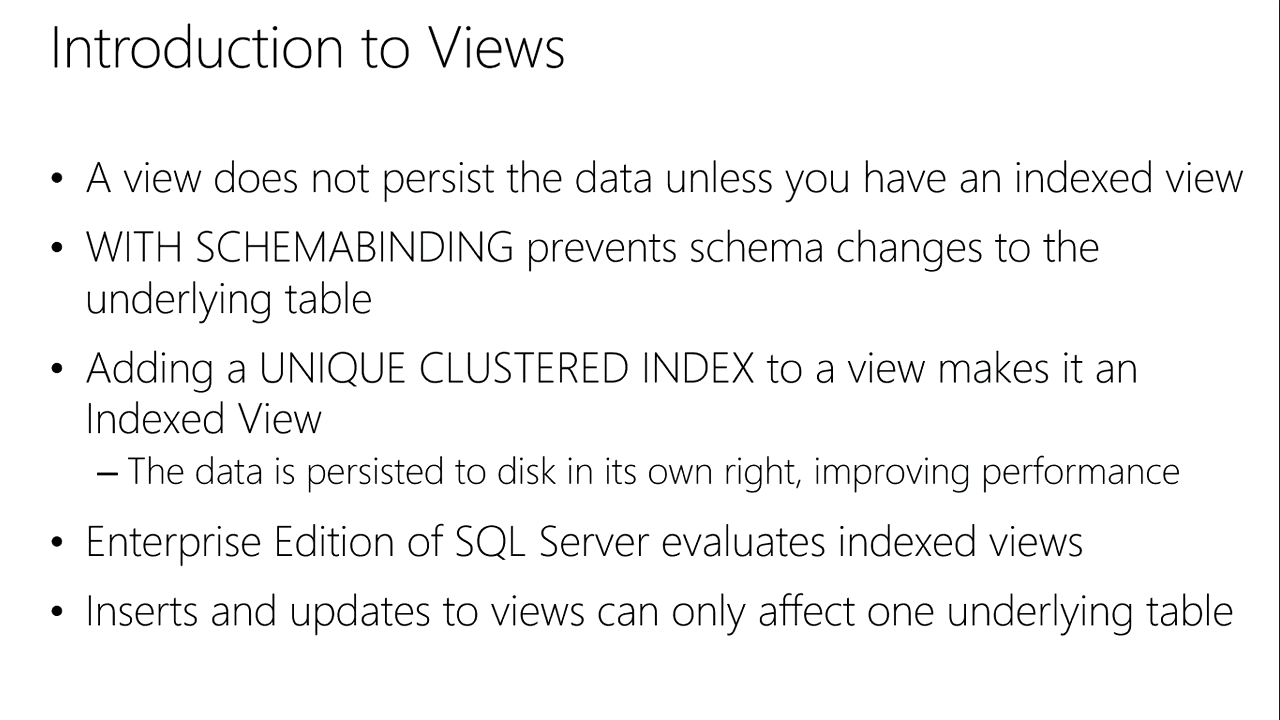 Introduction to Views
• A view does not persist the data unless you have an indexed view
• WITH SCHEMABINDING prevents schema changes to the
underlying table
• Adding a UNIQUE CLUSTERED INDEX to a view makes it an
Indexed View
– The data is persisted to disk in its own right, improving performance
• Enterprise Edition of SQL Server evaluates indexed views
• Inserts and updates to views can only affect one underlying table